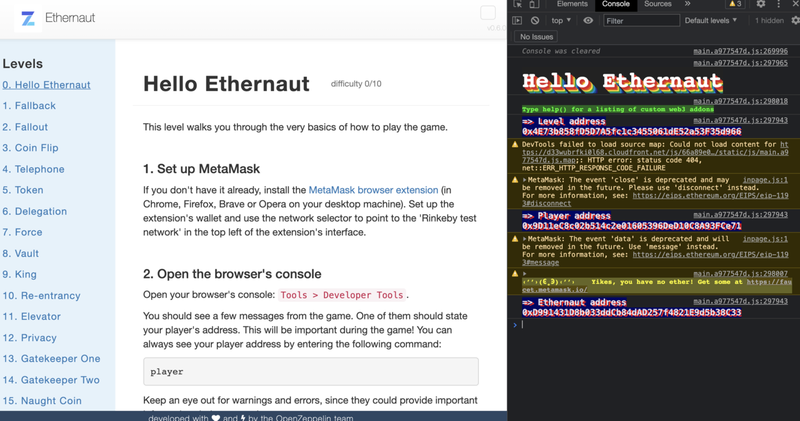 Ethernaut
v0.0.0
Levels
0. Hello Ethernaut
1. Fallback
2. Fallout
3. Coin Flip
4. Telephone
5. Token
6. Delegation
7. Force
8. Vault
9. King
10. Re-entrancy
11. Elevator
12. Privacy
13. Gatekeeper One
14. Gatekeeper Two
15. Naught Coin
Hello Ethernaut
difficulty 0/10
This level walks you through the very basics of how to play the game.
1. Set up MetaMask
If you don't have it already, install the MetaMask browser extension (in
Chrome, Firefox, Brave or Opera on your desktop machine). Set up
the extension's wallet and use the network selector to point to the 'Rinkeby
test network' in the top left of the extension's interface.
2. Open the browser's console
Open your browser's console: Tools > Developer Tools.
You should see a few messages from the game. One of them should
state your player's address. This will be important during the game! You can
always see your player address by entering the following command:
player
Keep an eye out for warnings and errors, since they could provide important
developed with and by the OpenZeppelin team
Elements
Console
Sources
»
3
top
Filter
Default levels
1 hidden
No Issues
Console was cleared
main.a977547d.js:269996
main.a977547d.js:297965
Hello Ethernaut
main.a977547d.js:298018
Type help() for a listing of custom web3 addons
main.a977547d.js:297943
=> Level address
0x4E73b858fD5D7A5fc1c3455061dE52a53F35d966
DevTools failed to load source map: Could not load content for
https://d33wubrfki0l68.cloudfront.net/js/66a89e0…/static/js/main.a9
77547d.js.map: HTTP error: status code 404,
net::ERR_HTTP_RESPONSE_CODE_FAILURE
MetaMask: The event 'close' is deprecated and may
inpage.js:1
be removed in the future. Please use 'disconnect' instead.
For more information, see: https://eips.ethereum.org/EIPS/eip-119
3#disconnect
main.a977547d.js:297943
=> Player address
0x9D11eC8c02b514c2e01605396DeD10C8A93FCe71
MetaMask: The event 'data' is deprecated and will
inpage.js:1
be removed in the future. Use 'message' instead.
For more information, see: https://eips.ethereum.org/EIPS/eip-119
3#message
main.a977547d.js:298007
Yikes, you have no ether! Get some at https://fau
cet.metamask.io/
main.a977547d.js:297943
=> Ethernaut address
0xD991431D8b033ddCb84dAD257f4821E9d5b38C33